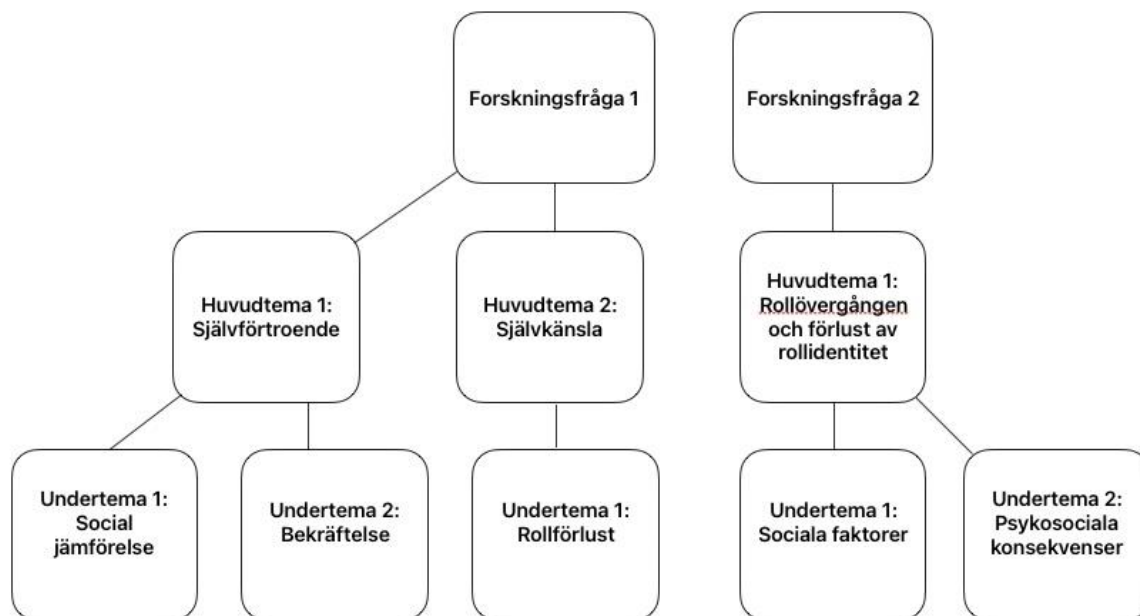 Forskningsfråga 1
Forskningsfråga 2
Huvudtema 1:
Självförtroende
Huvudtema 2:
Självkänsla
Huvudtema 1:
Rollövergången
och förlust av
rollidentitet
Undertema 1:
Social
jämförelse
Undertema 2:
Bekräftelse
Undertema 1:
Rollförlust
Undertema 1:
Sociala faktorer
Undertema 2:
Psykosociala
konsekvenser